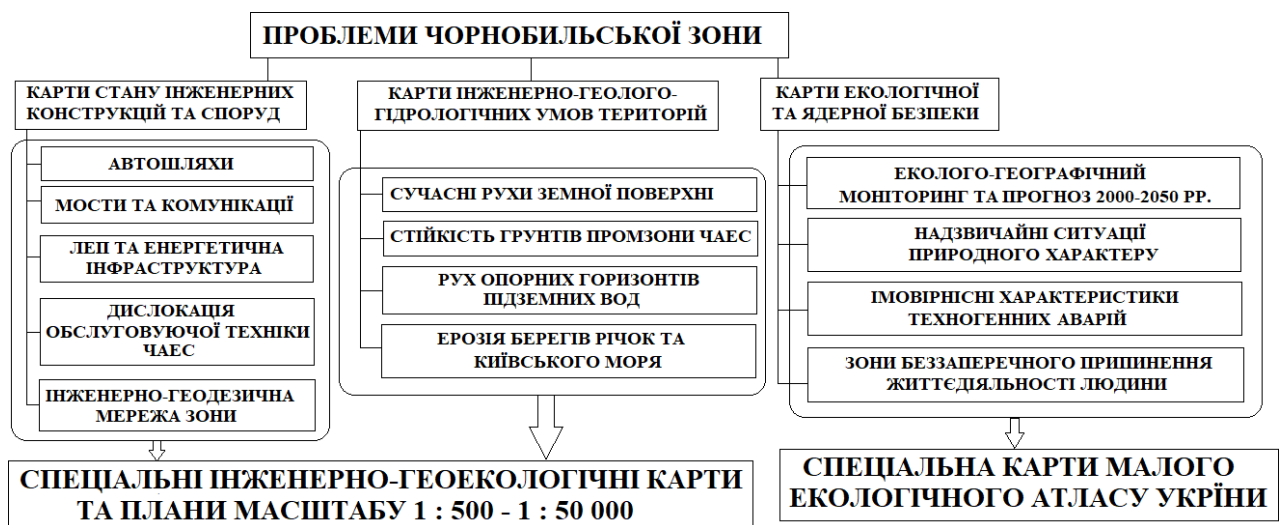 ПРОБЛЕМИ ЧОРНОБИЛЬСЬКОЇ ЗОНИ
КАРТИ СТАНУ ІНЖЕНЕРНИХ
КОНСТРУКЦІЙ ТА СПОРУД
АВТОШЛЯХИ
МОСТИ ТА КОМУНІКАЦІЇ
ЛЕП ТА ЕНЕРГЕТИЧНА
ІНФРАСТРУКТУРА
ДИСЛОКАЦІЯ
ОБСЛУГОВУЮЧОЇ ТЕХНІКИ
ЧАЕС
ІНЖЕНЕРНО-ГЕОДЕЗИЧНА
МЕРЕЖА ЗОНИ
КАРТИ ІНЖЕНЕРНО-ГЕОЛОГО-
ГІДРОЛОГІЧНИХ УМОВ ТЕРИТОРІЙ
СУЧАСНІ РУХИ ЗЕМНОЇ ПОВЕРХНІ
СТІЙКІСТЬ ГРУНТІВ ПРОМЗОНИ ЧАЕС
РУХ ОПОРНИХ ГОРИЗОНТІВ
ПІДЗЕМНИХ ВОД
ЕРОЗІЯ БЕРЕГІВ РІЧОК ТА
КИЇВСЬКОГО МОРЯ
КАРТИ ЕКОЛОГІЧНОЇ
ТА ЯДЕРНОЇ БЕЗПЕКИ
ЕКОЛОГО-ГЕОГРАФІЧНИЙ
МОНІТОРИНГ ТА ПРОГНОЗ 2000-2050 РР.
НАДЗВИЧАЙНІ СИТУАЦІЇ
ПРИРОДНОГО ХАРАКТЕРУ
ІМОВІРНІСНІ ХАРАКТЕРИСТИКИ
ТЕХНОГЕННИХ АВАРІЙ
ЗОНИ БЕЗЗАПЕРЕЧНОГО ПРИПИНЕННЯ
ЖИТТЄДІЯЛЬНОСТІ ЛЮДИНИ
СПЕЦІАЛЬНІ ІНЖЕНЕРНО-ГЕОЕКОЛОГІЧНІ КАРТИ
ТА ПЛАНИ МАСШТАБУ 1 : 500 - 1 : 50 000
СПЕЦІАЛЬНА КАРТИ МАЛОГО
ЕКОЛОГІЧНОГО АТЛАСУ УКРЇНИ